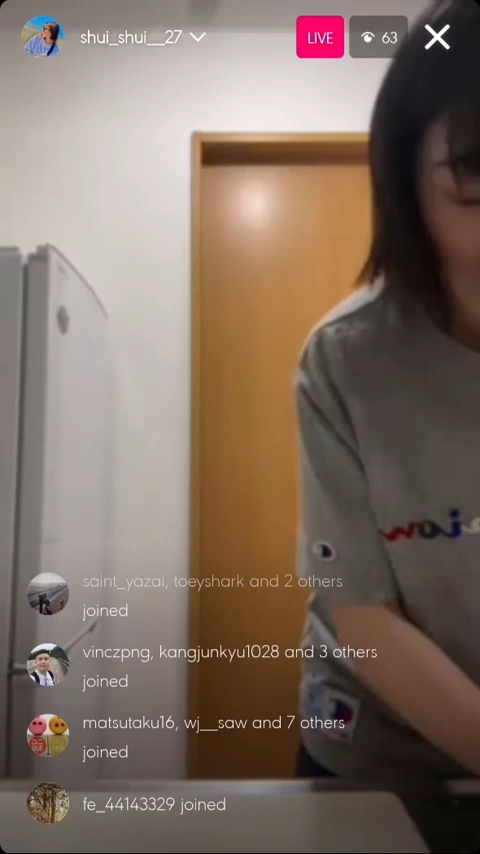 shui_shui__27
LIVE
63
saint_yazai, toeyshark and 2 others
joined
vinczpng, kangjunkyu1028 and 3 others
joined
matsutaku16, wj__saw and 7 others
joined
fe_44143329 joined